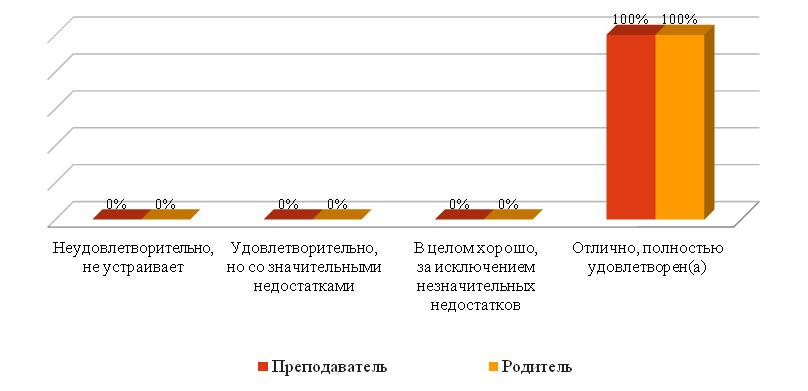 100% 100%
0% 0% 0% 0% 0% 0%
Неудовлетворительно,
не устраивает
Удовлетворительно,
но со значительными
недостатками
В целом хорошо,
за исключением
незначительных
недостатков
Отлично, полностью
удовлетворен(а)
Преподаватель
Родитель